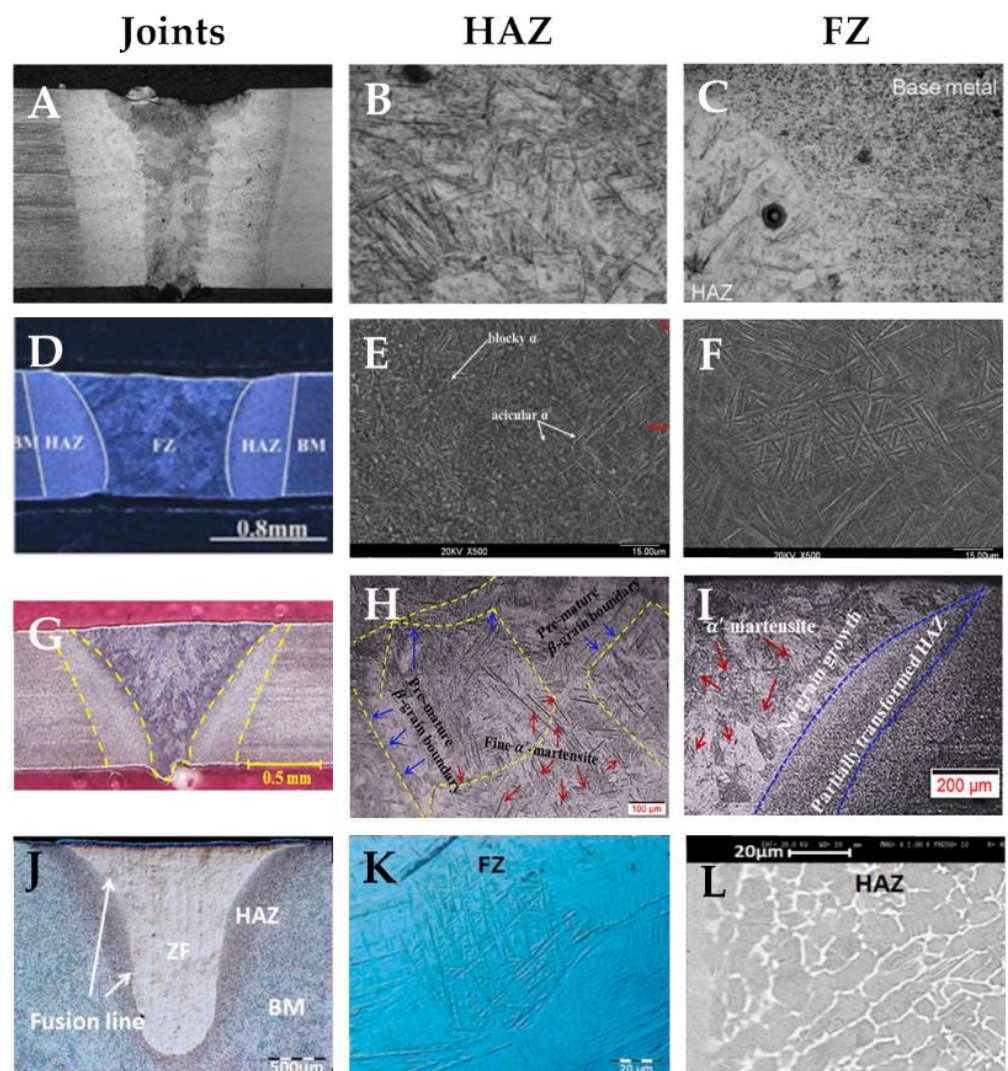 Joints HAZ FZ
A
B
C
Base metal
HAZ
D
BM HAZ FZ HAZ BM
0.8mm
E
blocky α
acicular α
20KV X500 15.00um
F
20KV X500 15.00um
G
0.5 mm
H
Pre-mature
β-grain boundary
Pre-mature
β-grain boundary
Fine α'-martensite
100 μm
I
α'-martensite
No grain growth
Partially transformed HAZ
200 μm
J
HAZ
ZF
Fusion line
BM
500μm
K
FZ
20 μm
L
20μm
HAZ